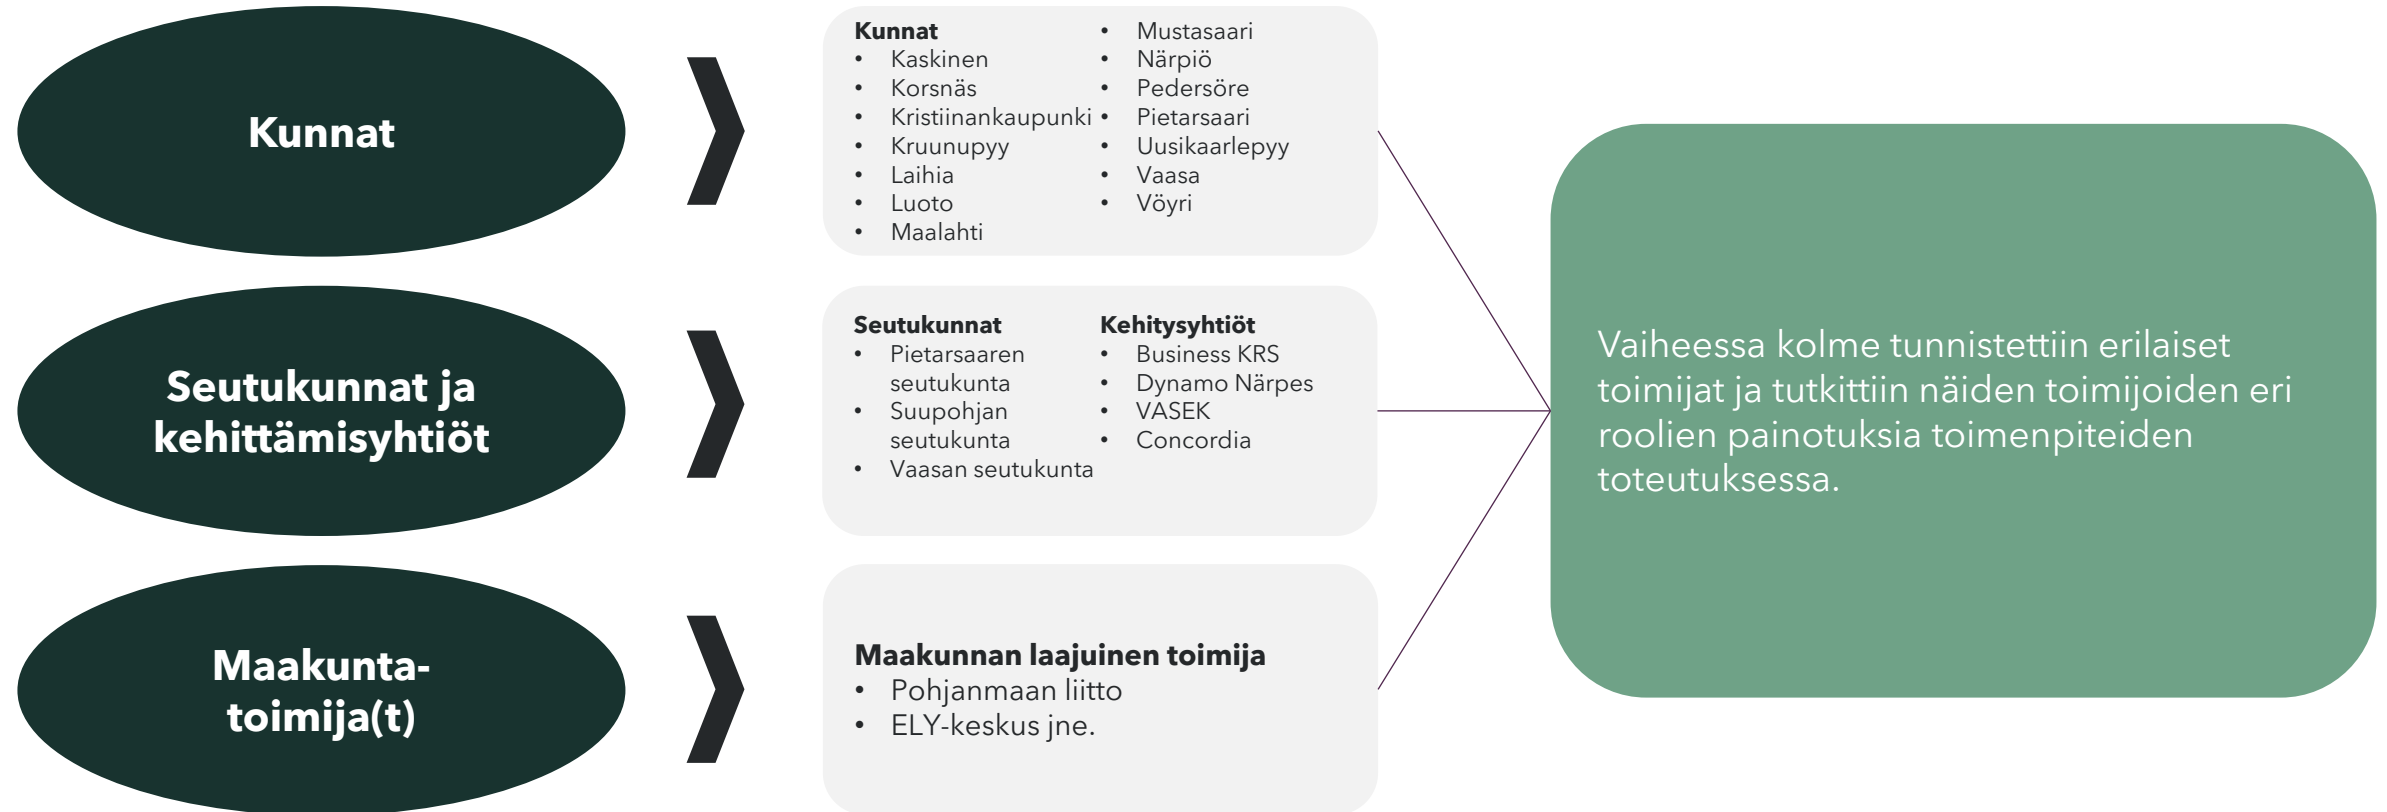 Kunnat
Kunnat
• Kaskinen
• Korsnäs
• Kristiinankaupunki
• Kruunupyy
• Laihia
• Luoto
• Maalahti
• Mustasaari
• Närpiö
• Pedersöre
• Pietarsaari
• Uusikaarlepyy
• Vaasa
• Vöyri
Seutukunnat ja
kehittämisyhtiöt
Seutukunnat
• Pietarsaaren
seutukunta
• Suupohjan
seutukunta
• Vaasan seutukunta
Kehitysyhtiöt
• Business KRS
• Dynamo Närpes
• VASEK
• Concordia
Maakunta-
toimija(t)
Maakunnan laajuinen toimija
• Pohjanmaan liitto
• ELY-keskus jne.
Vaiheessa kolme tunnistettiin erilaiset
toimijat ja tutkittiin näiden toimijoiden eri
roolien painotuksia toimenpiteiden
toteutuksessa.